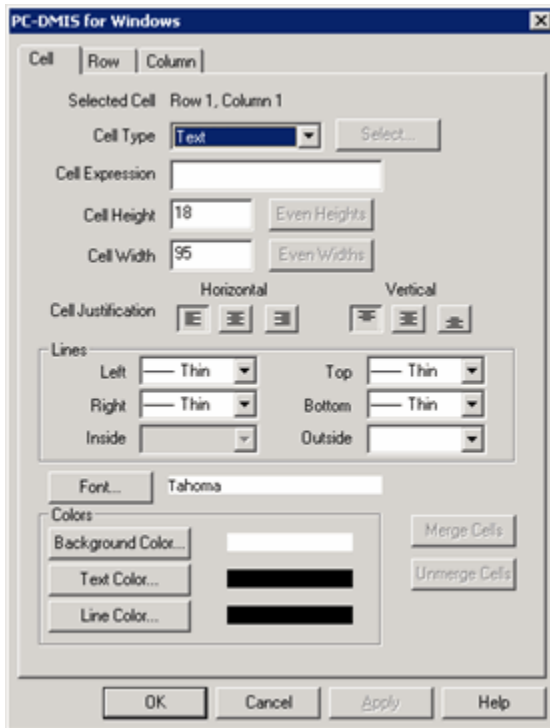 PC-DMIS for Windows
Cell Row Column
Selected Cell Row 1, Column 1
Cell Type Text Select...
Cell Expression
Cell Height 18 Even Heights
Cell Width 95 Even Widths
Horizontal Vertical
Cell Justification
Lines
Left Thin Top Thin
Right Thin Bottom Thin
Inside Outside
Font... Tahoma
Colors
Background Color... Merge Cells
Text Color... Unmerge Cells
Line Color...
OK Cancel Apply Help